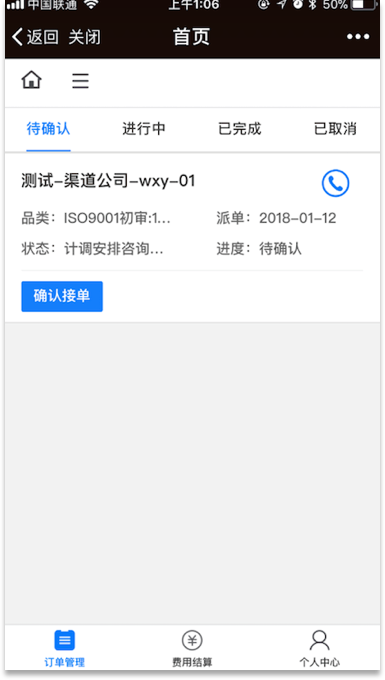 中国联通 上午1:06 50%
返回 关闭 首页
待确认 进行中 已完成 已取消
测试-渠道公司-wxy-01
品类：ISO9001初审:1... 派单：2018-01-12
状态：计调安排咨询... 进度：待确认
确认接单
订单管理 费用结算 个人中心